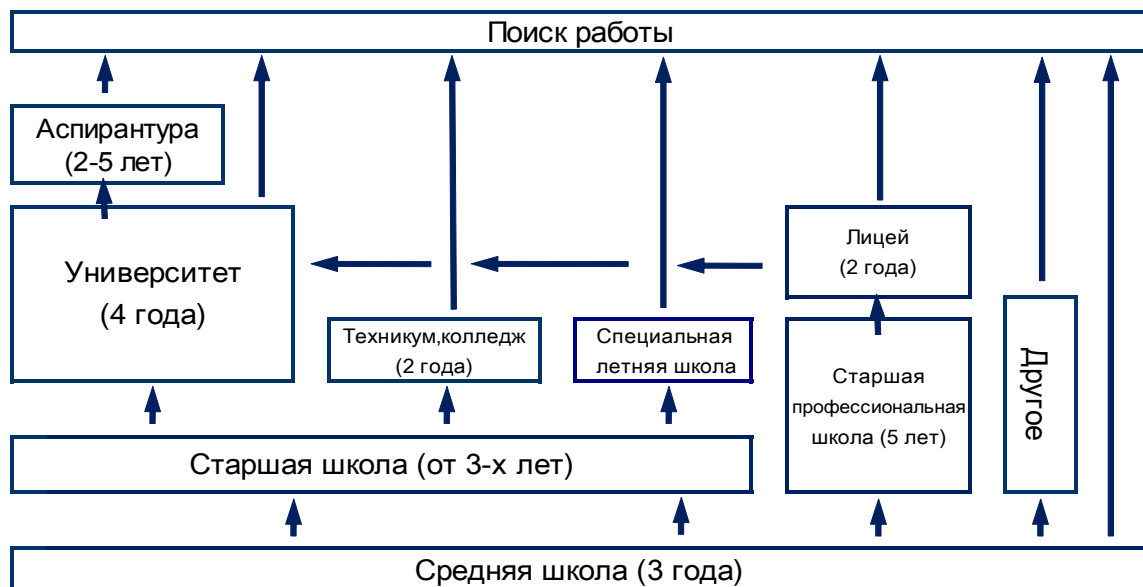 Поиск работы
Аспирантура
(2-5 лет)
Университет
(4 года)
Техникум,колледж
(2 года)
Специальная
летняя школа
Лицей
(2 года)
Старшая
профессиональная
школа (5 лет)
Другое
Старшая школа (от 3-х лет)
Средняя школа (3 года)